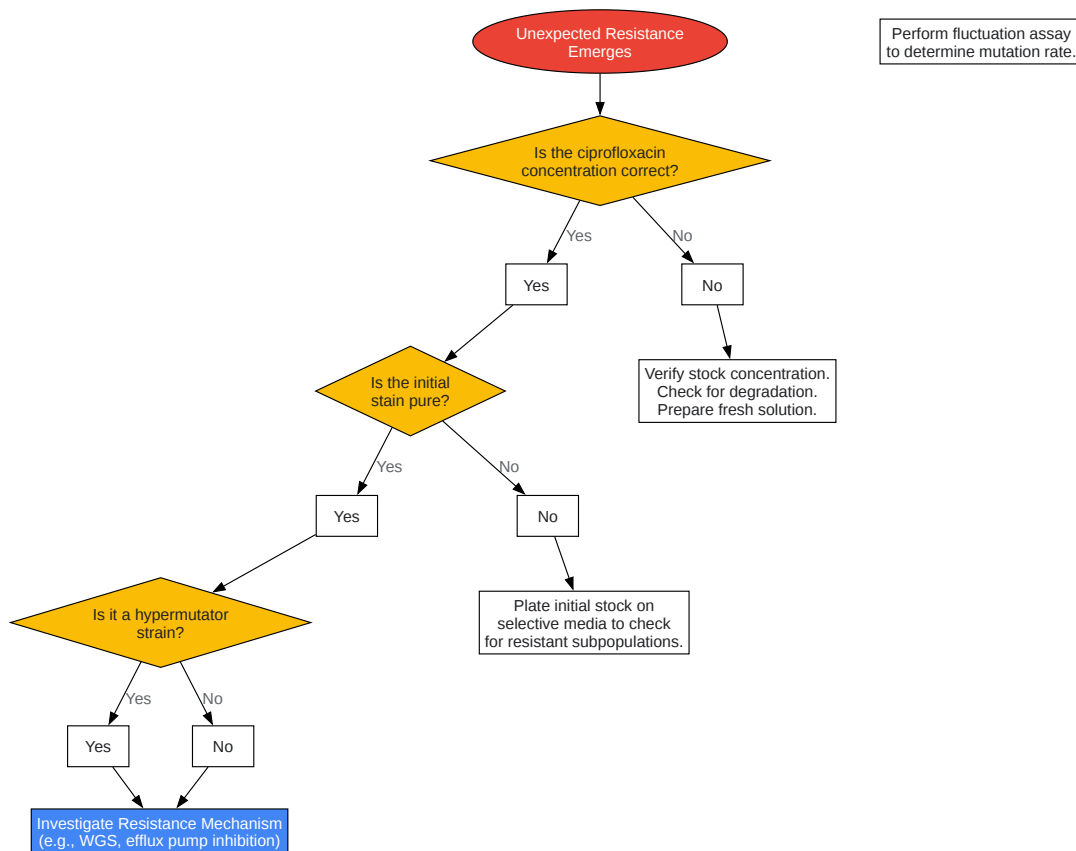 Unexpected Resistance
Emerges
Perform fluctuation assay
to determine mutation rate.
Is the ciprofloxacin
concentration correct?
Yes
No
Yes
No
Is the initial
stain pure?
Verify stock concentration.
Check for degradation.
Prepare fresh solution.
Yes
No
Yes
No
Is it a hypermutator
strain?
Plate initial stock on
selective media to check
for resistant subpopulations.
Yes
No
Yes
No
Investigate Resistance Mechanism
(e.g., WGS, efflux pump inhibition)